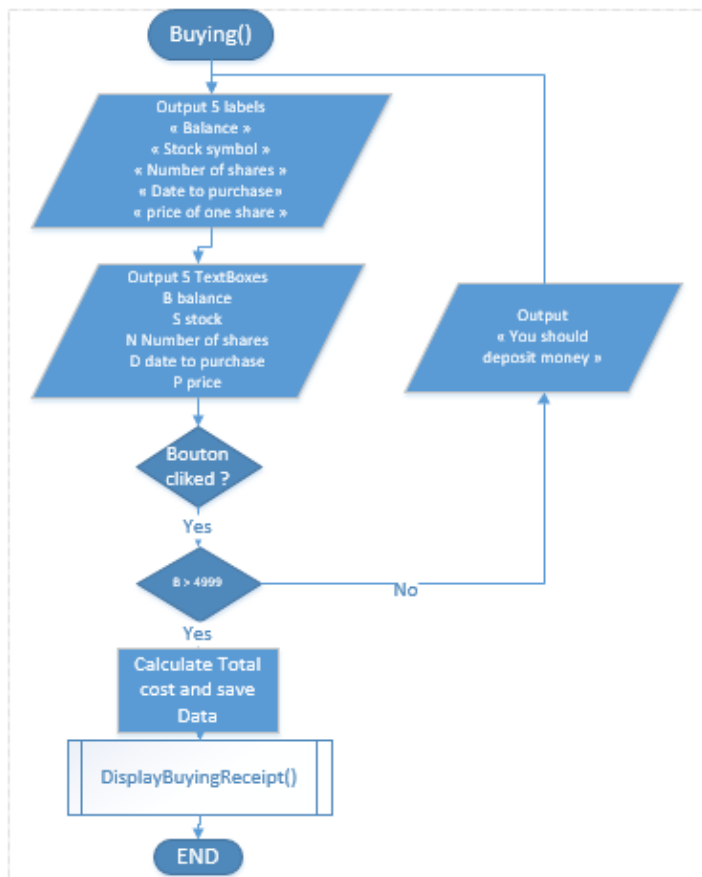 Buying()
Output 5 labels
« Balance »
« Stock symbol »
« Number of shares »
« Date to purchase»
« price of one share »
Output 5 TextBoxes
B balance
S stock
N Number of shares
D date to purchase
P price
Output
« You should
deposit money »
Bouton
cliked ?
Yes
B > 4999
No
Yes
Calculate Total
cost and save
Data
DisplayBuyingReceipt()
END